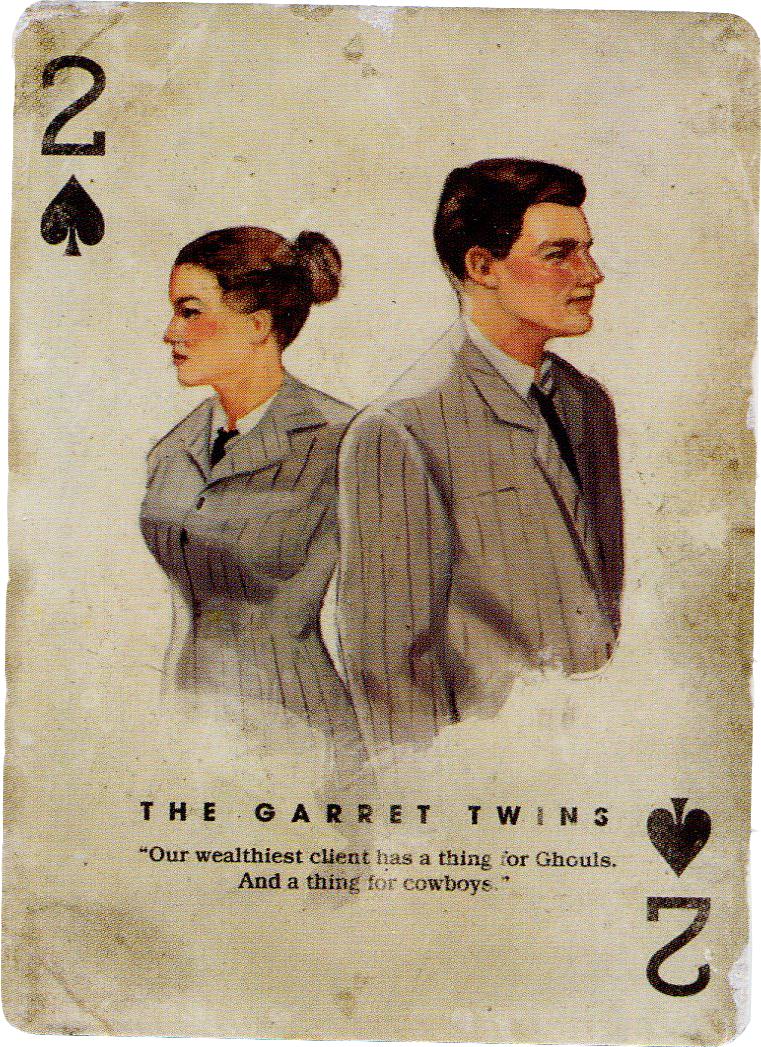 2
THE GARRET TWINS
“Our wealthiest client has a thing for Ghouls.
And a thing for cowboys.”
2